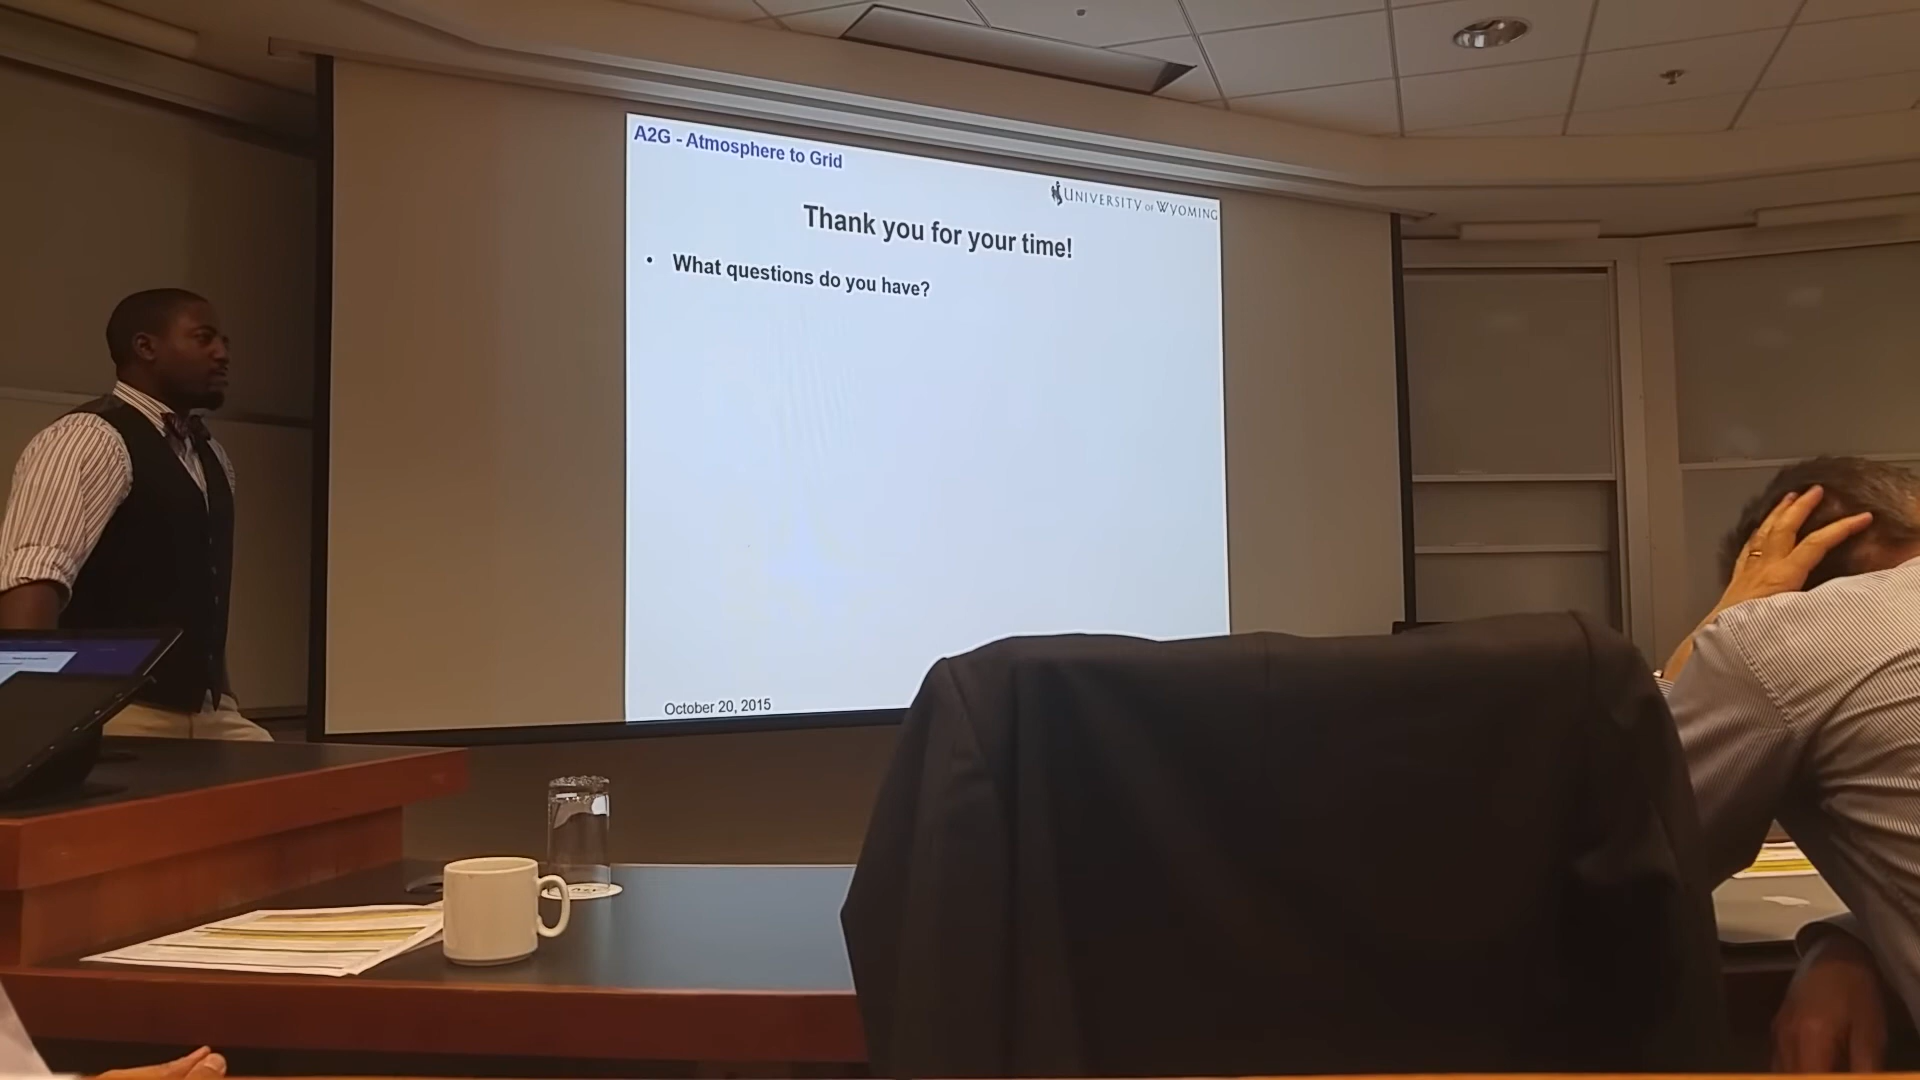 A2G - Atmosphere to Grid
UNIVERSITY OF WYOMING
Thank you for your time!
• What questions do you have?
October 20, 2015